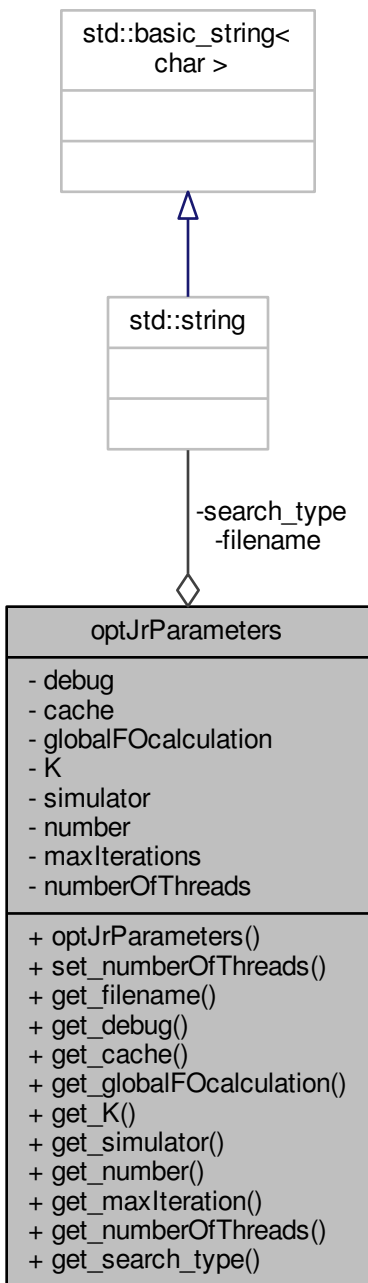 std::basic_string<
char >
std::string
-search_type
-filename
optJrParameters
- debug
- cache
- globalFOcalculation
- K
- simulator
- number
- maxIterations
- numberOfThreads
+ optJrParameters()
+ set_numberOfThreads()
+ get_filename()
+ get_debug()
+ get_cache()
+ get_globalFOcalculation()
+ get_K()
+ get_simulator()
+ get_number()
+ get_maxIteration()
+ get_numberOfThreads()
+ get_search_type()